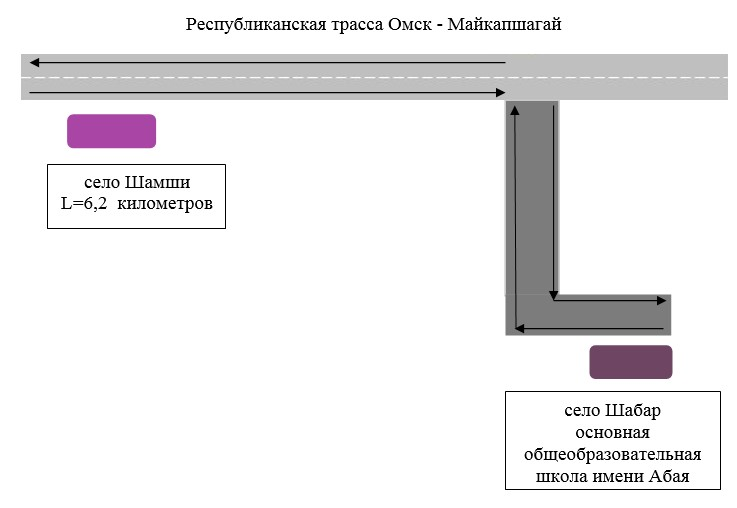 Республиканская трасса Омск - Майкапшагай
село Шамши
L=6,2 километров
село Шабар
основная
общеобразовательная
школа имени Абая